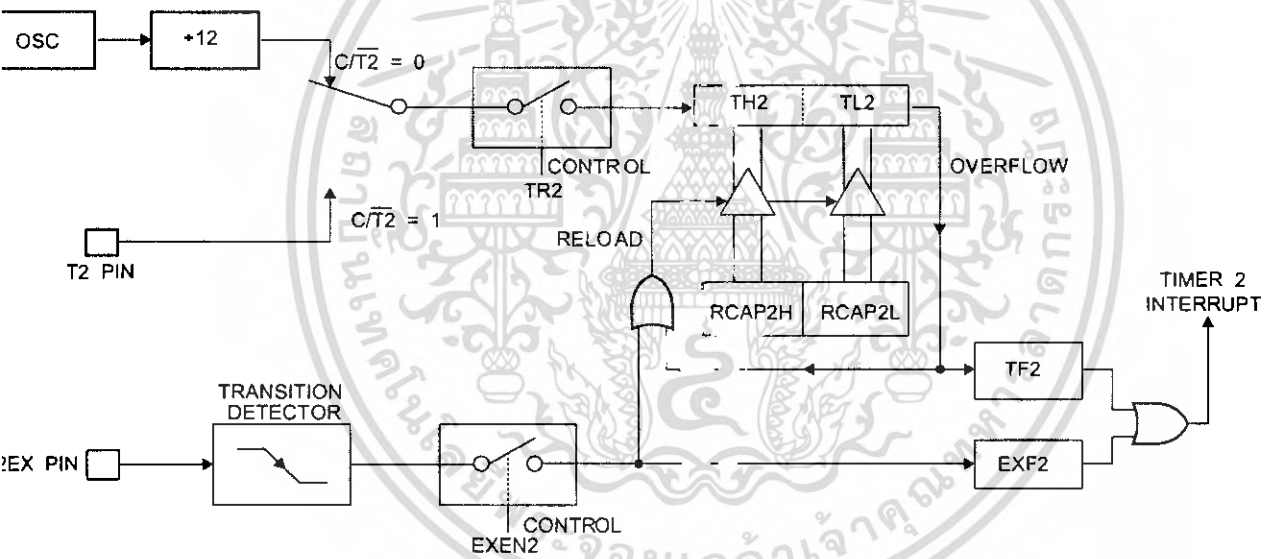 OSC
+12
C/T2 = 0
TH2
TL2
CONTROL
TR2
OVERFLOW
C/T2 = 1
T2 PIN
RELOAD
RCAP2H
RCAP2L
TIMER 2
INTERRUPT
TF2
TRANSITION
DETECTOR
2EX PIN
EXF2
CONTROL
EXEN2